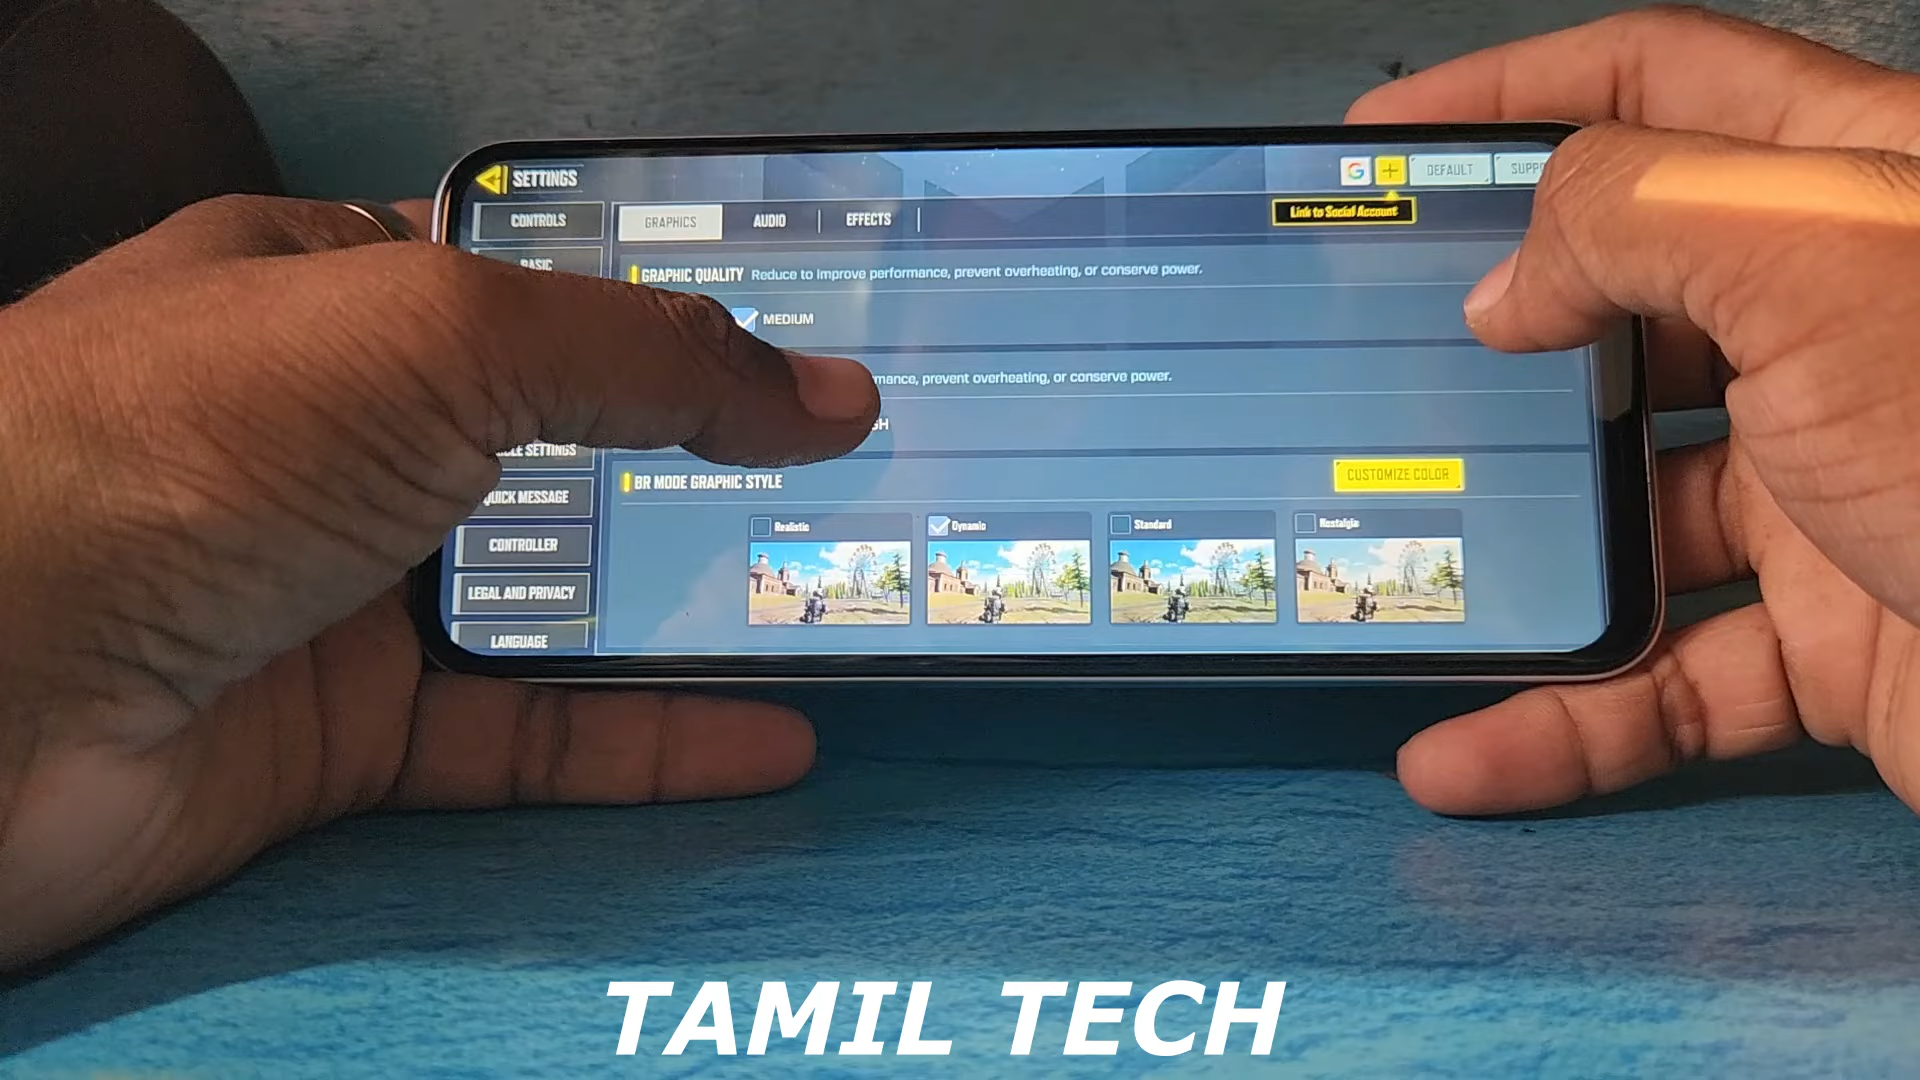 SETTINGS
DEFAULT
CONTROLS
GRAPHICS
AUDIO
EFFECTS
Link to Social Account
BASIC
GRAPHIC QUALITY Reduce to improve performance, prevent overheating, or conserve power.
MEDIUM
prevent overheating, or conserve power.
SETTINGS
QUICK MESSAGE
BR MODE GRAPHIC STYLE
CUSTOMIZE COLOR
Realistic
Dynamic
Standard
Nostalgia
CONTROLLER
LEGAL AND PRIVACY
LANGUAGE
TAMIL TECH